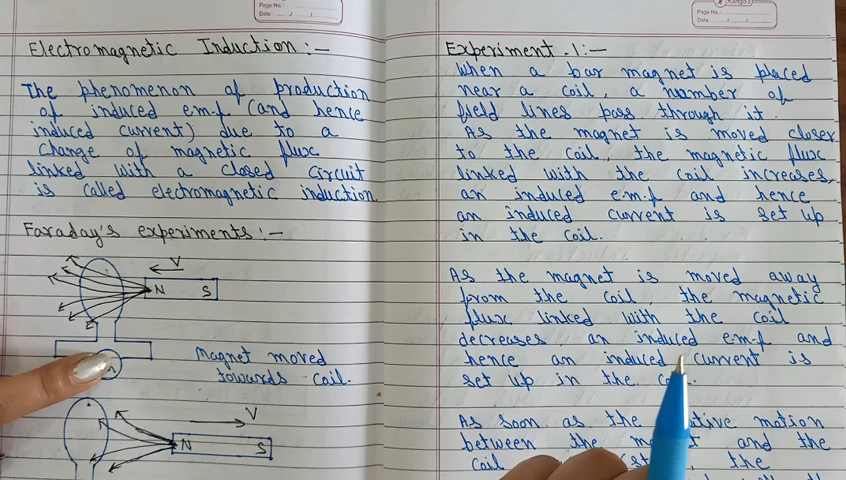 Page No.
Date
Electromagnetic Induction :-
The phenomenon of production
of induced e.m.f (and hence
induced current) due to a
change of magnetic flux
linked with a closed circuit
is called electromagnetic induction.
Faraday's experiments :-
V
N S
magnet moved
towards coil.
V
N S
Kangaro
Page No.
Date
Experiment .1:-
When a bar magnet is placed
near a coil, a number of
field lines pass through it.
As the magnet is moved closer
to the coil, the magnetic flux
linked with the coil increases,
an induced e.m.f and hence
an induced current is set up
in the coil.
As the magnet is moved away
from the coil, the magnetic
flux linked with the coil
decreases an induced e.m.f and
hence an induced current is
set up in the
As soon as the motion
between the and the
coil the